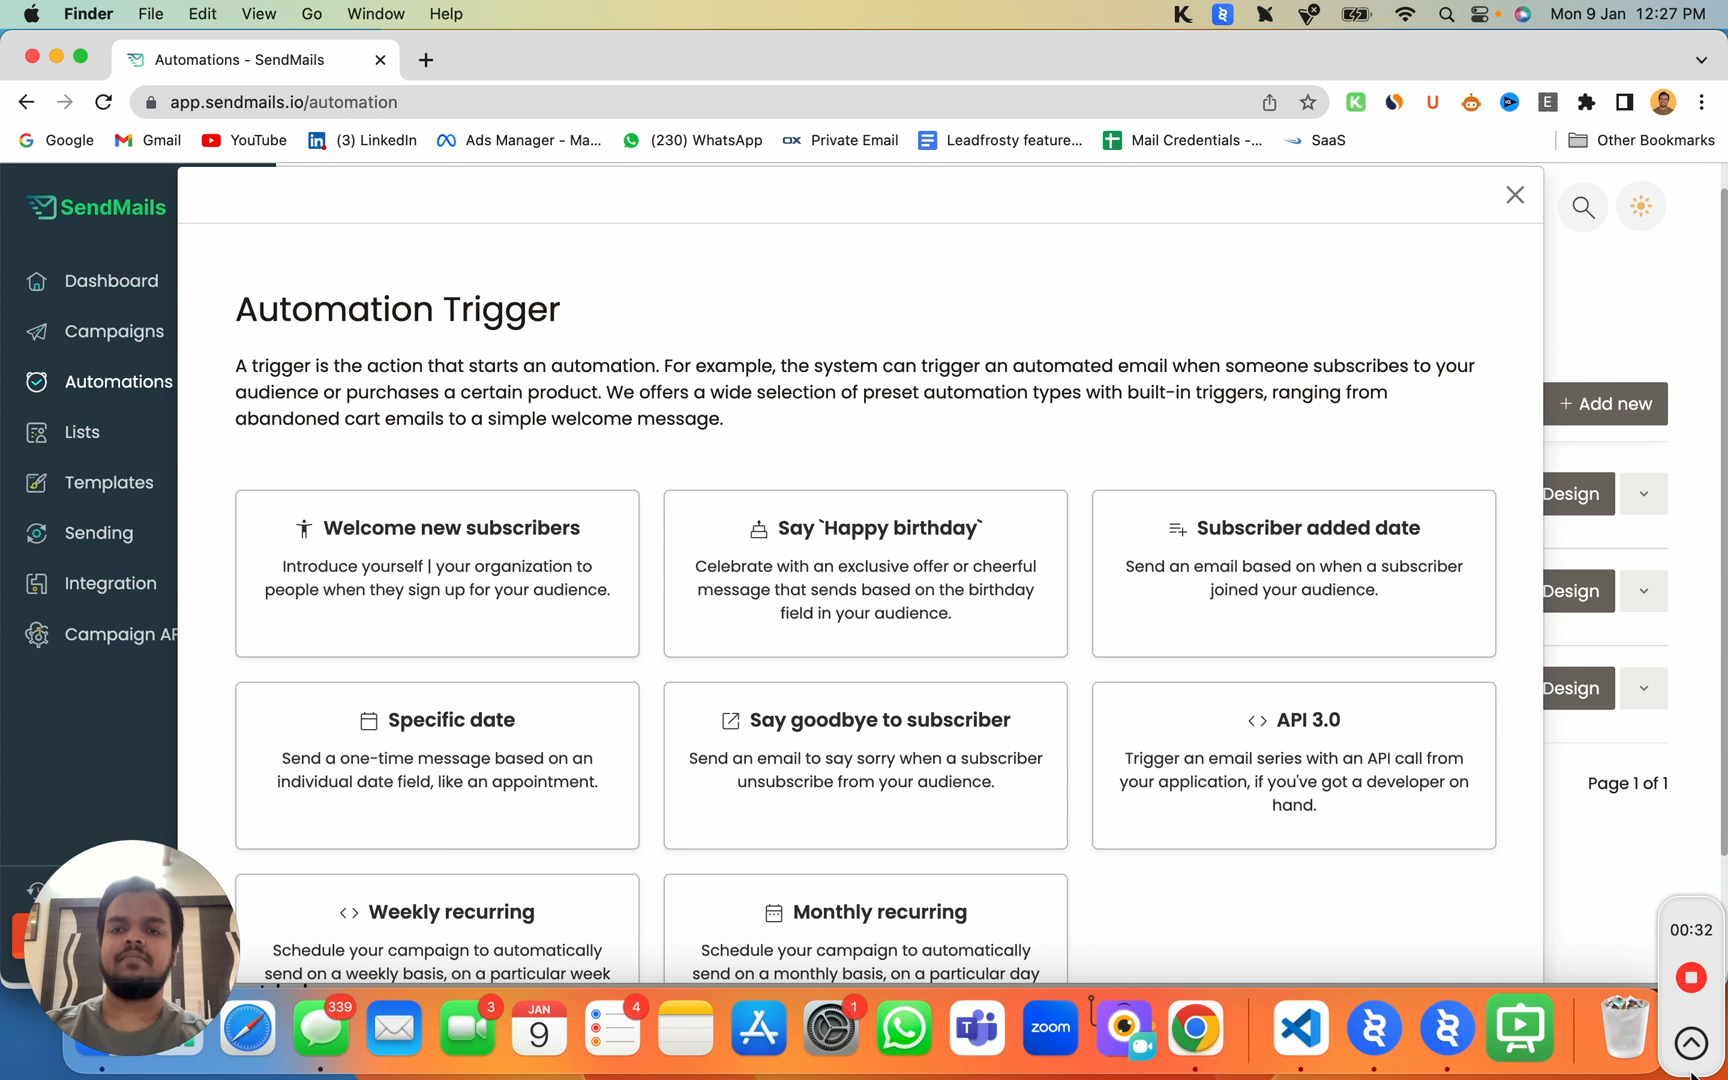 Finder File Edit View Go Window Help Mon 9 Jan 12:27 PM
Automations - SendMails
app.sendmails.io/automation
Google Gmail YouTube (3) LinkedIn Ads Manager - Ma... (230) WhatsApp OX Private Email Leadfrosty feature... Mail Credentials -... SaaS Other Bookmarks
SendMails
Dashboard
Campaigns
Automations
Lists
Templates
Sending
Integration
Campaign AP
Automation Trigger
A trigger is the action that starts an automation. For example, the system can trigger an automated email when someone subscribes to your
audience or purchases a certain product. We offers a wide selection of preset automation types with built-in triggers, ranging from
abandoned cart emails to a simple welcome message.
Welcome new subscribers
Introduce yourself | your organization to
people when they sign up for your audience.
Say `Happy birthday`
Celebrate with an exclusive offer or cheerful
message that sends based on the birthday
field in your audience.
Subscriber added date
Send an email based on when a subscriber
joined your audience.
Specific date
Send a one-time message based on an
individual date field, like an appointment.
Say goodbye to subscriber
Send an email to say sorry when a subscriber
unsubscribe from your audience.
API 3.0
Trigger an email series with an API call from
your application, if you've got a developer on
hand.
Weekly recurring
Schedule your campaign to automatically
send on a weekly basis, on a particular week
Monthly recurring
Schedule your campaign to automatically
send on a monthly basis, on a particular day
+ Add new
Design
Design
Design
Page 1 of 1
00:32
339
3
JAN
9
4
1
zoom